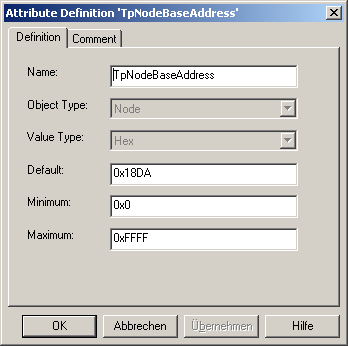 Attribute Definition 'TpNodeBaseAddress'
Definition Comment
Name: TpNodeBaseAddress
Object Type: Node
Value Type: Hex
Default: 0x18DA
Minimum: 0x0
Maximum: 0xFFFF
OK Abbrechen Übernehmen Hilfe